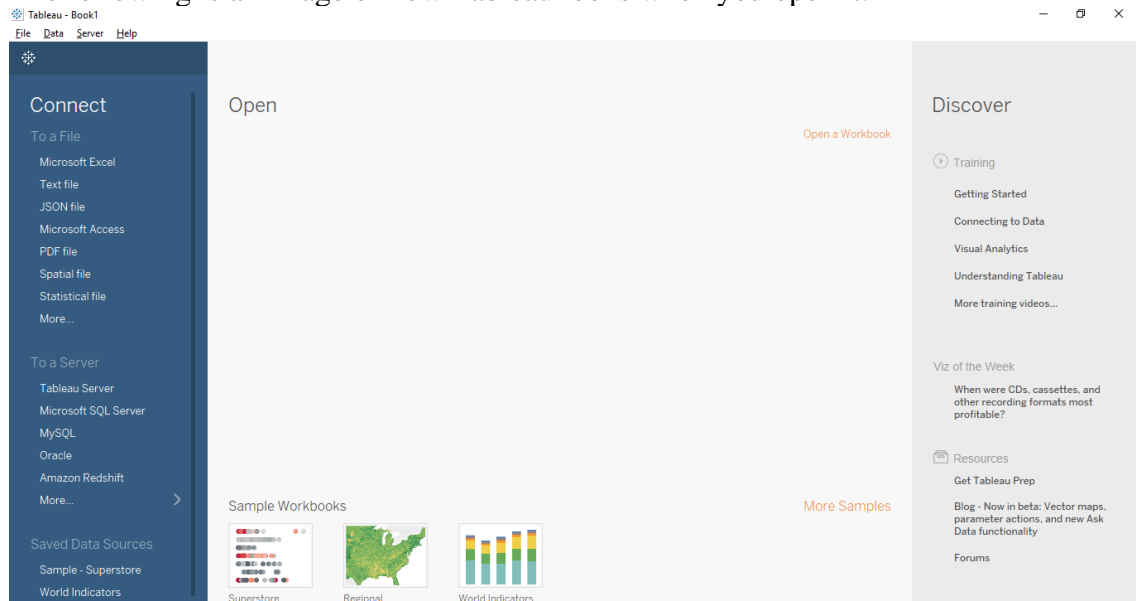 Tableau - Book1
File Data Server Help
Connect
To a File
Microsoft Excel
Text file
JSON file
Microsoft Access
PDF file
Spatial file
Statistical file
More...
To a Server
Tableau Server
Microsoft SQL Server
MySQL
Oracle
Amazon Redshift
More...
Saved Data Sources
Sample - Superstore
World Indicators
Open
Open a Workbook
Sample Workbooks
More Samples
Superstore
Regional
World Indicators
Discover
Training
Getting Started
Connecting to Data
Visual Analytics
Understanding Tableau
More training videos...
Viz of the Week
When were CDs, cassettes, and
other recording formats most
profitable?
Resources
Get Tableau Prep
Blog - Now in beta: Vector maps,
parameter actions, and new Ask
Data functionality
Forums